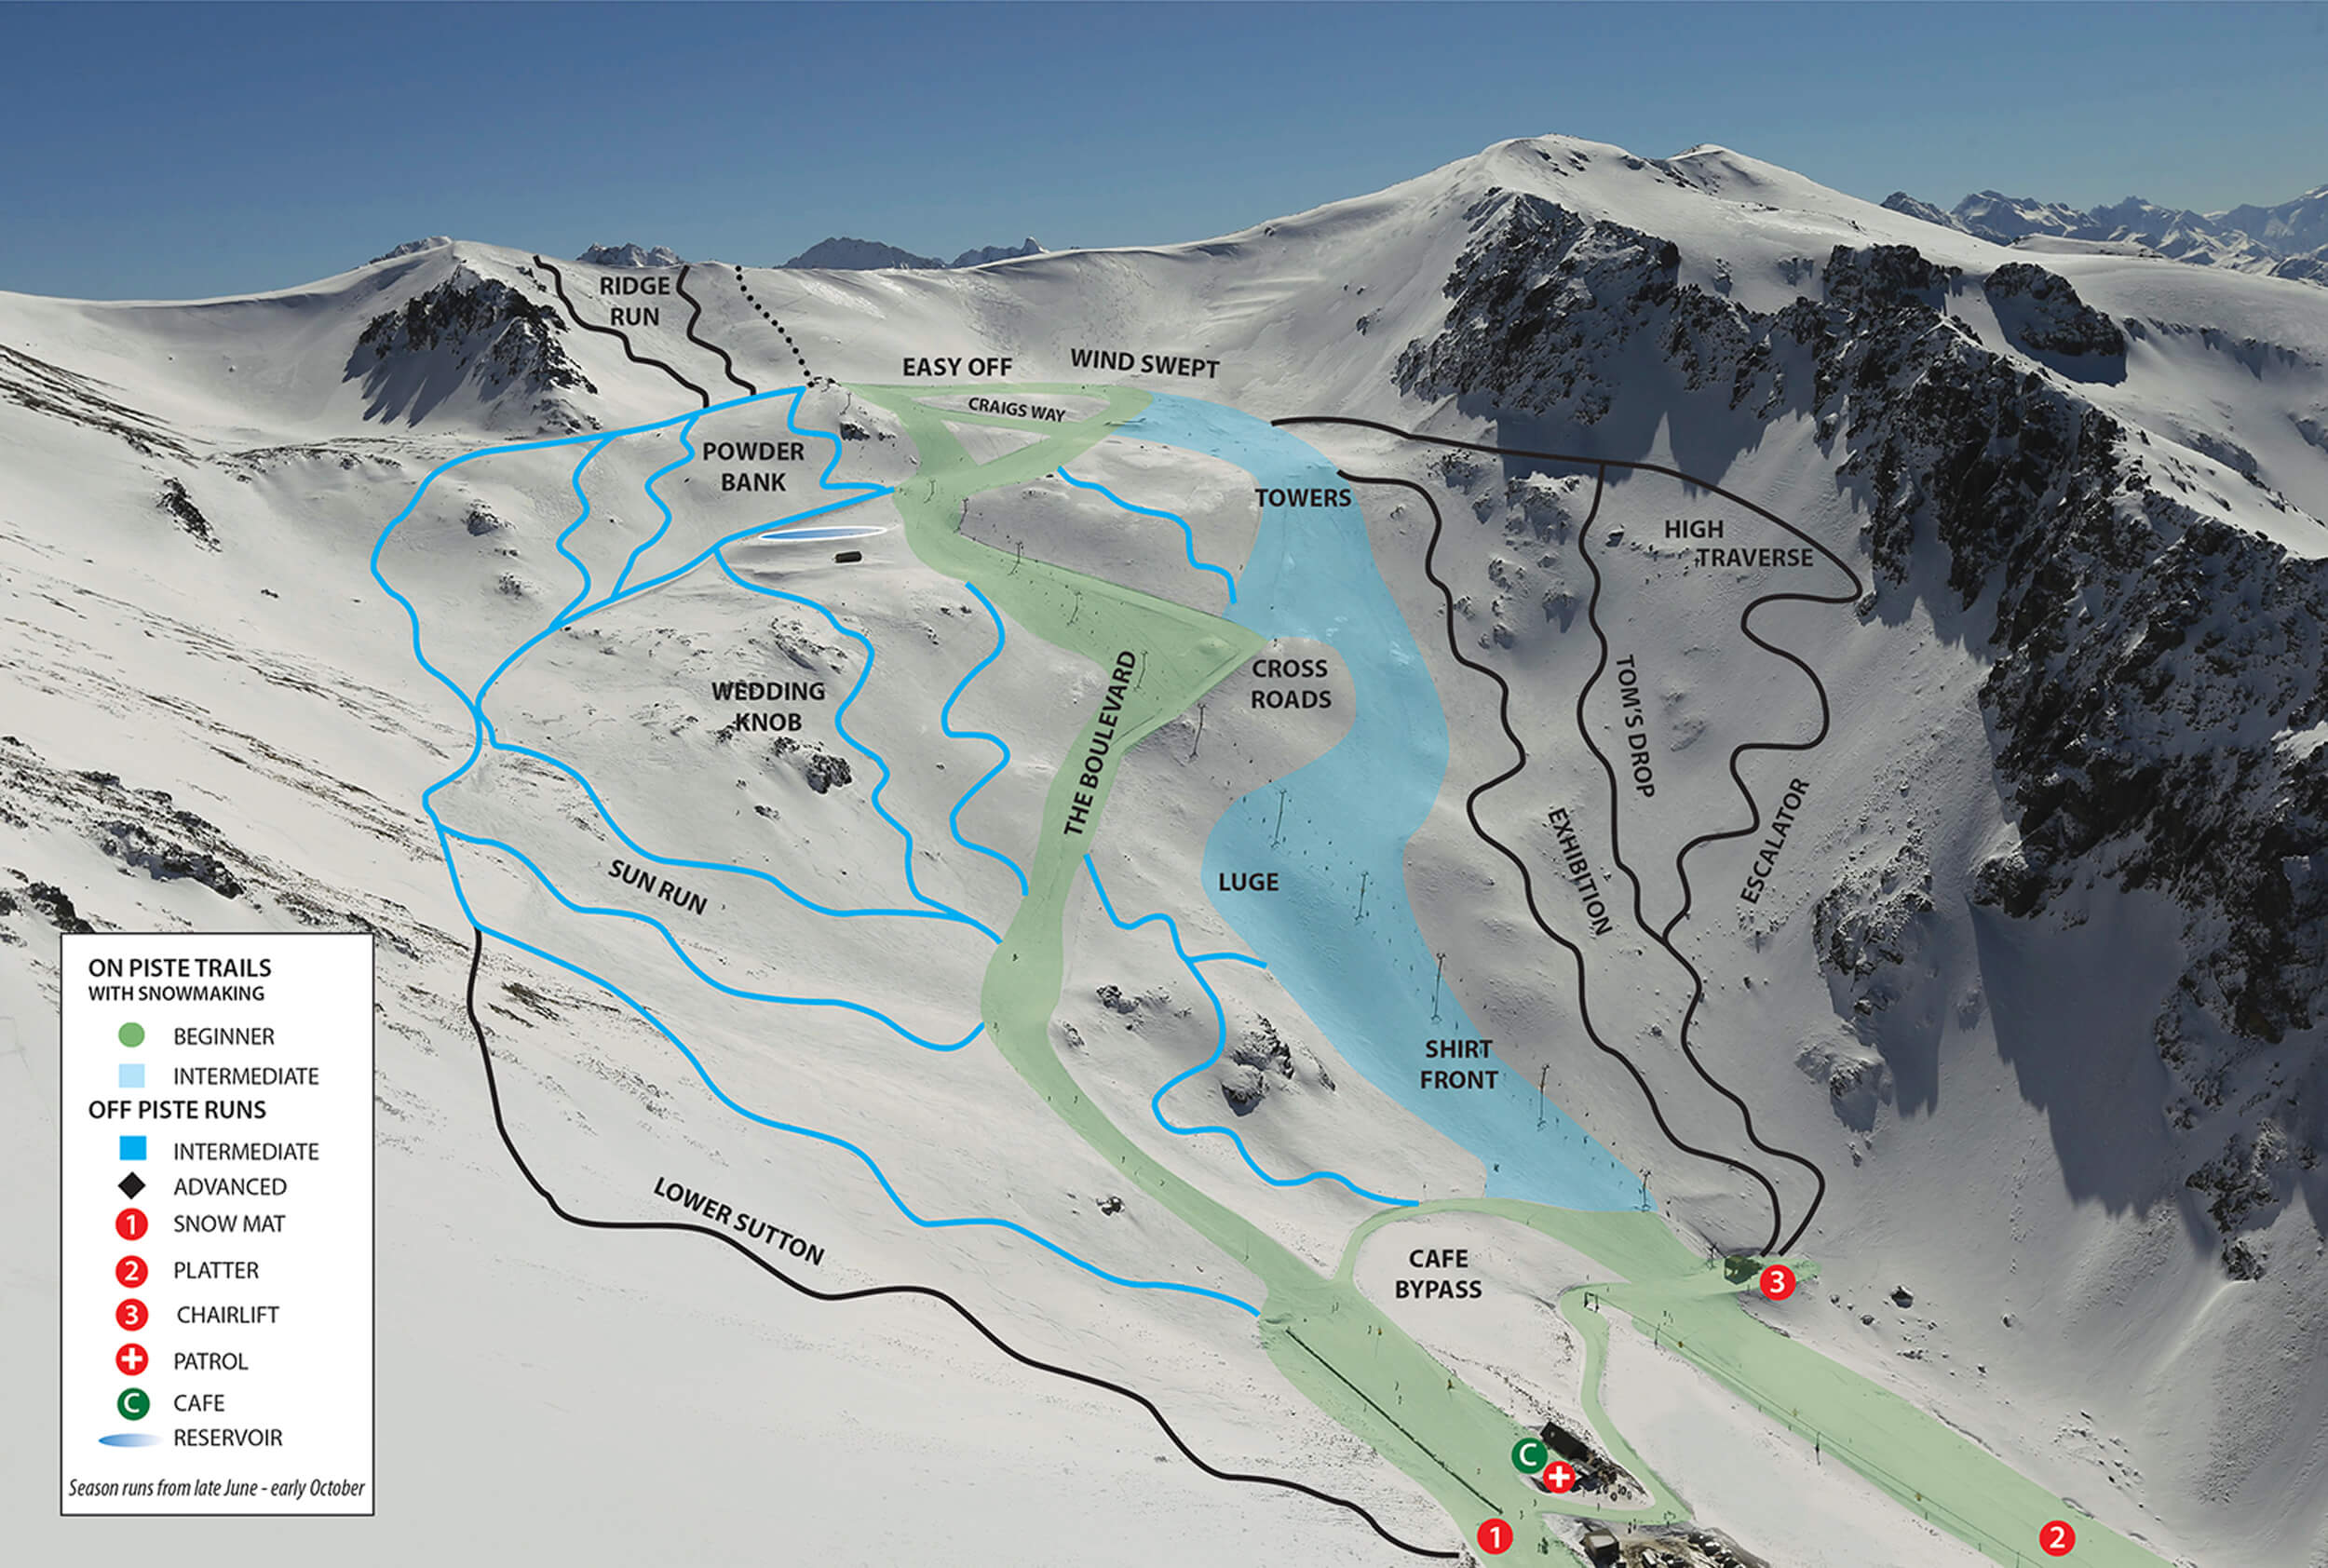 RIDGE
RUN
EASY OFF
WIND SWEPT
CRAIGS WAY
POWDER
BANK
TOWERS
HIGH
TRAVERSE
WEDDING
KNOB
THE BOULEVARD
CROSS
ROADS
TOM'S DROP
EXHIBITION
ESCALATOR
SUN RUN
LUGE
SHIRT
FRONT
LOWER SUTTON
CAFE
BYPASS
3
C
1
2
ON PISTE TRAILS
WITH SNOWMAKING
BEGINNER
INTERMEDIATE
OFF PISTE RUNS
INTERMEDIATE
ADVANCED
1 SNOW MAT
2 PLATTER
3 CHAIRLIFT
PATROL
C CAFE
RESERVOIR
Season runs from late June - early October